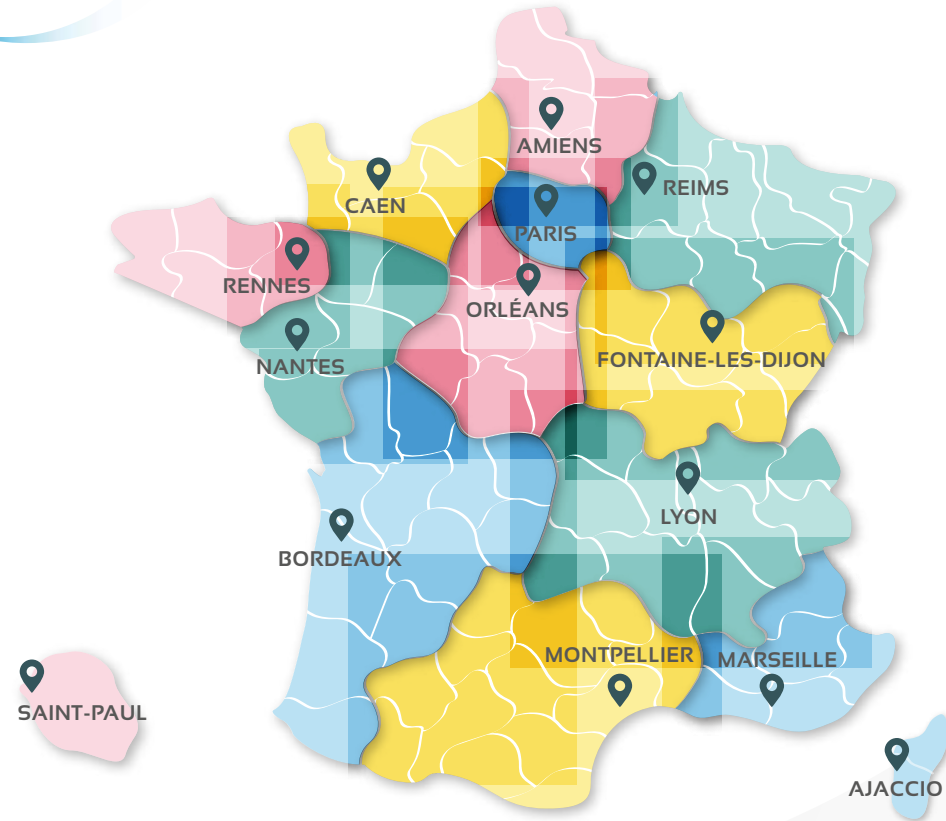 AMIENS
REIMS
CAEN
PARIS
RENNES
ORLÉANS
NANTES
FONTAINE-LES-DIJON
LYON
BORDEAUX
MONTPELLIER
MARSEILLE
SAINT-PAUL
AJACCIO